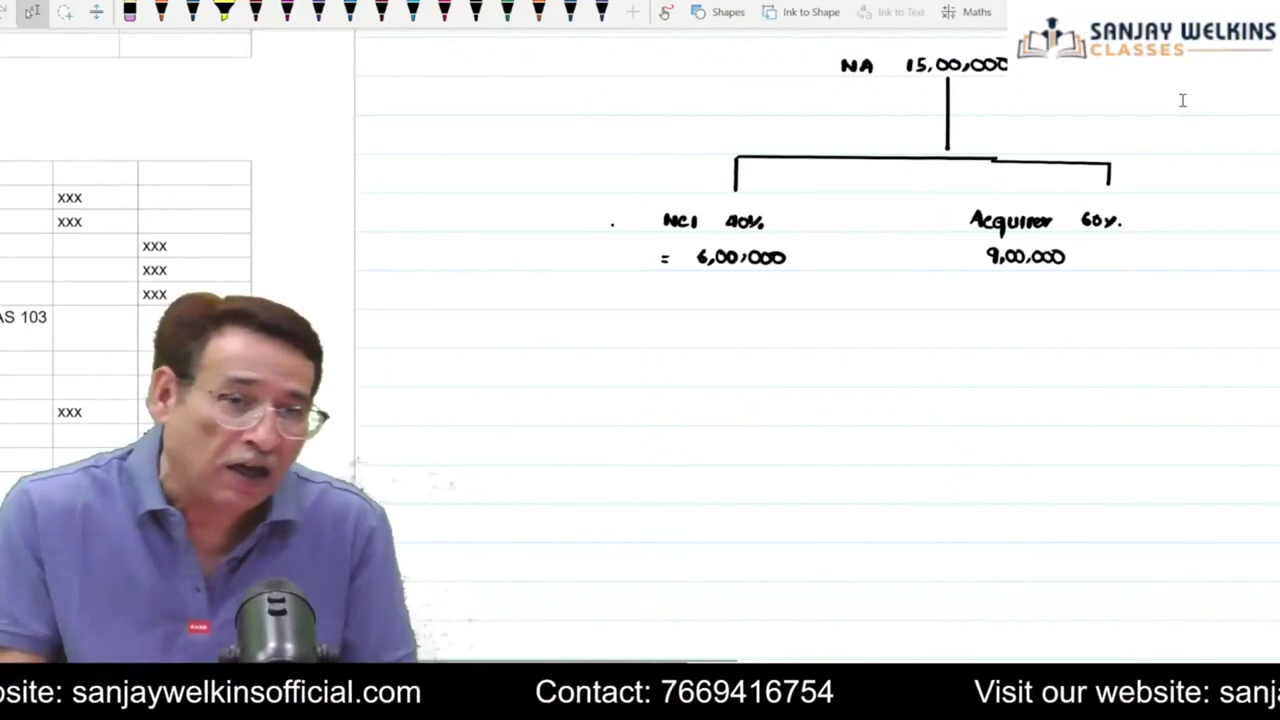 Shapes
Ink to Shape
Ink to Text
Maths
SANJAY WELKINS
CLASSES
NA 15,00,000
xxx
xxx
xxx
xxx
xxx
AS 103
xxx
NCI 40%
= 6,00,000
Acquirer 60%.
9,00,000
site: sanjaywelkinsofficial.com Contact: 7669416754 Visit our website: sanj